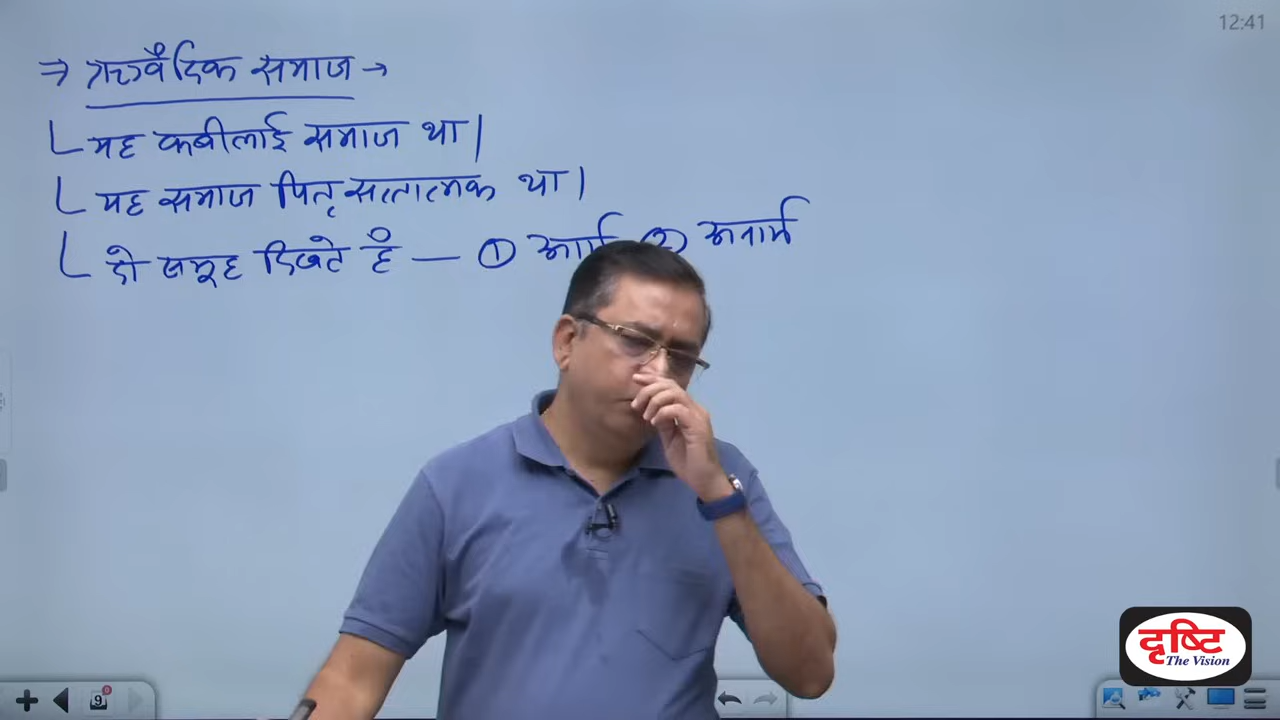 12:41
⇒ ऋग्वैदिक समाज →
यह कबीलाई समाज था|
यह समाज पितृसत्तात्मक था|
दो समूह दिखते हैं — ① आर्य ② अनार्य
9
दृष्टि
The Vision